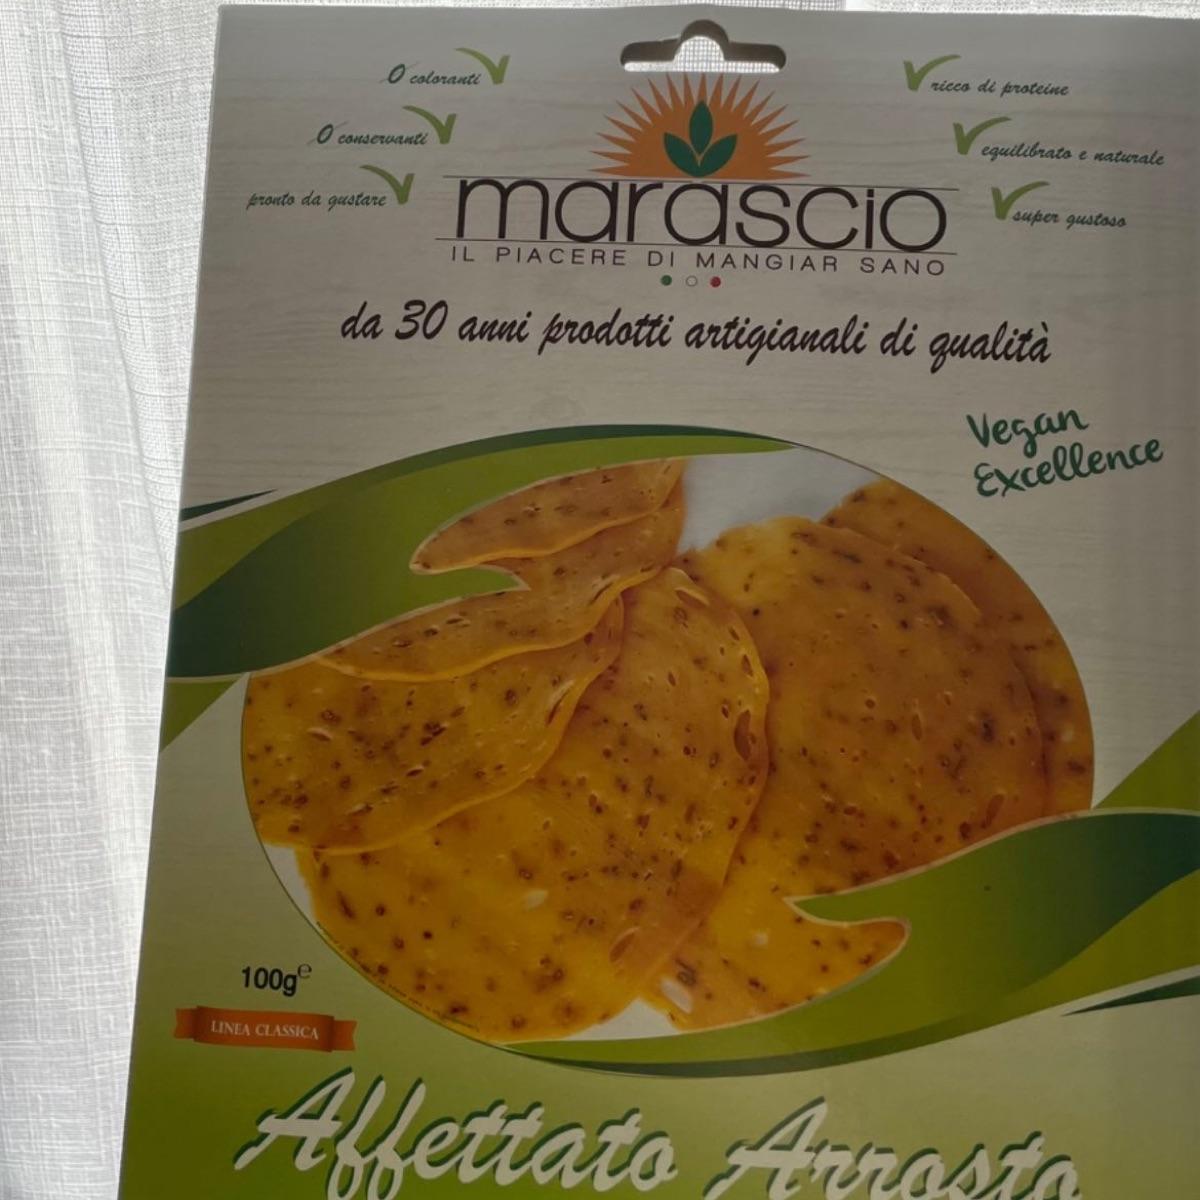 0 coloranti
0 conservanti
pronto da gustare
ricco di proteine
equilibrato e naturale
super gustoso
marascio
IL PIACERE DI MANGIAR SANO
da 30 anni prodotti artigianali di qualità
Vegan
Excellence
100g℮
LINEA CLASSICA
Affettato Arrosto